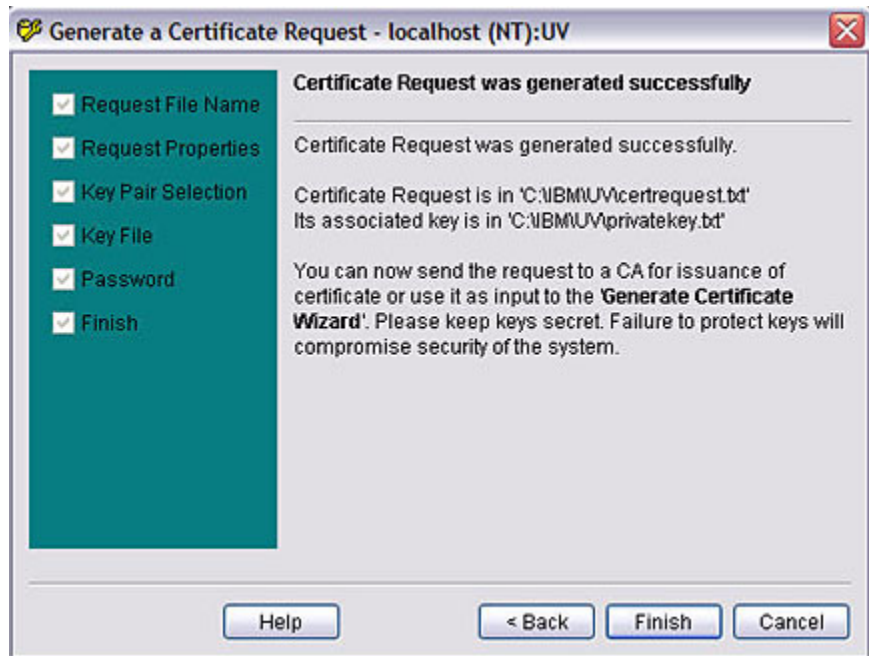 Generate a Certificate Request - localhost (NT):UV
Request File Name
Request Properties
Key Pair Selection
Key File
Password
Finish
Certificate Request was generated successfully
Certificate Request was generated successfully.
Certificate Request is in 'C:\IBM\UV\certrequest.txt'
Its associated key is in 'C:\IBM\UV\privatekey.txt'
You can now send the request to a CA for issuance of
certificate or use it as input to the 'Generate Certificate
Wizard'. Please keep keys secret. Failure to protect keys will
compromise security of the system.
Help
< Back
Finish
Cancel